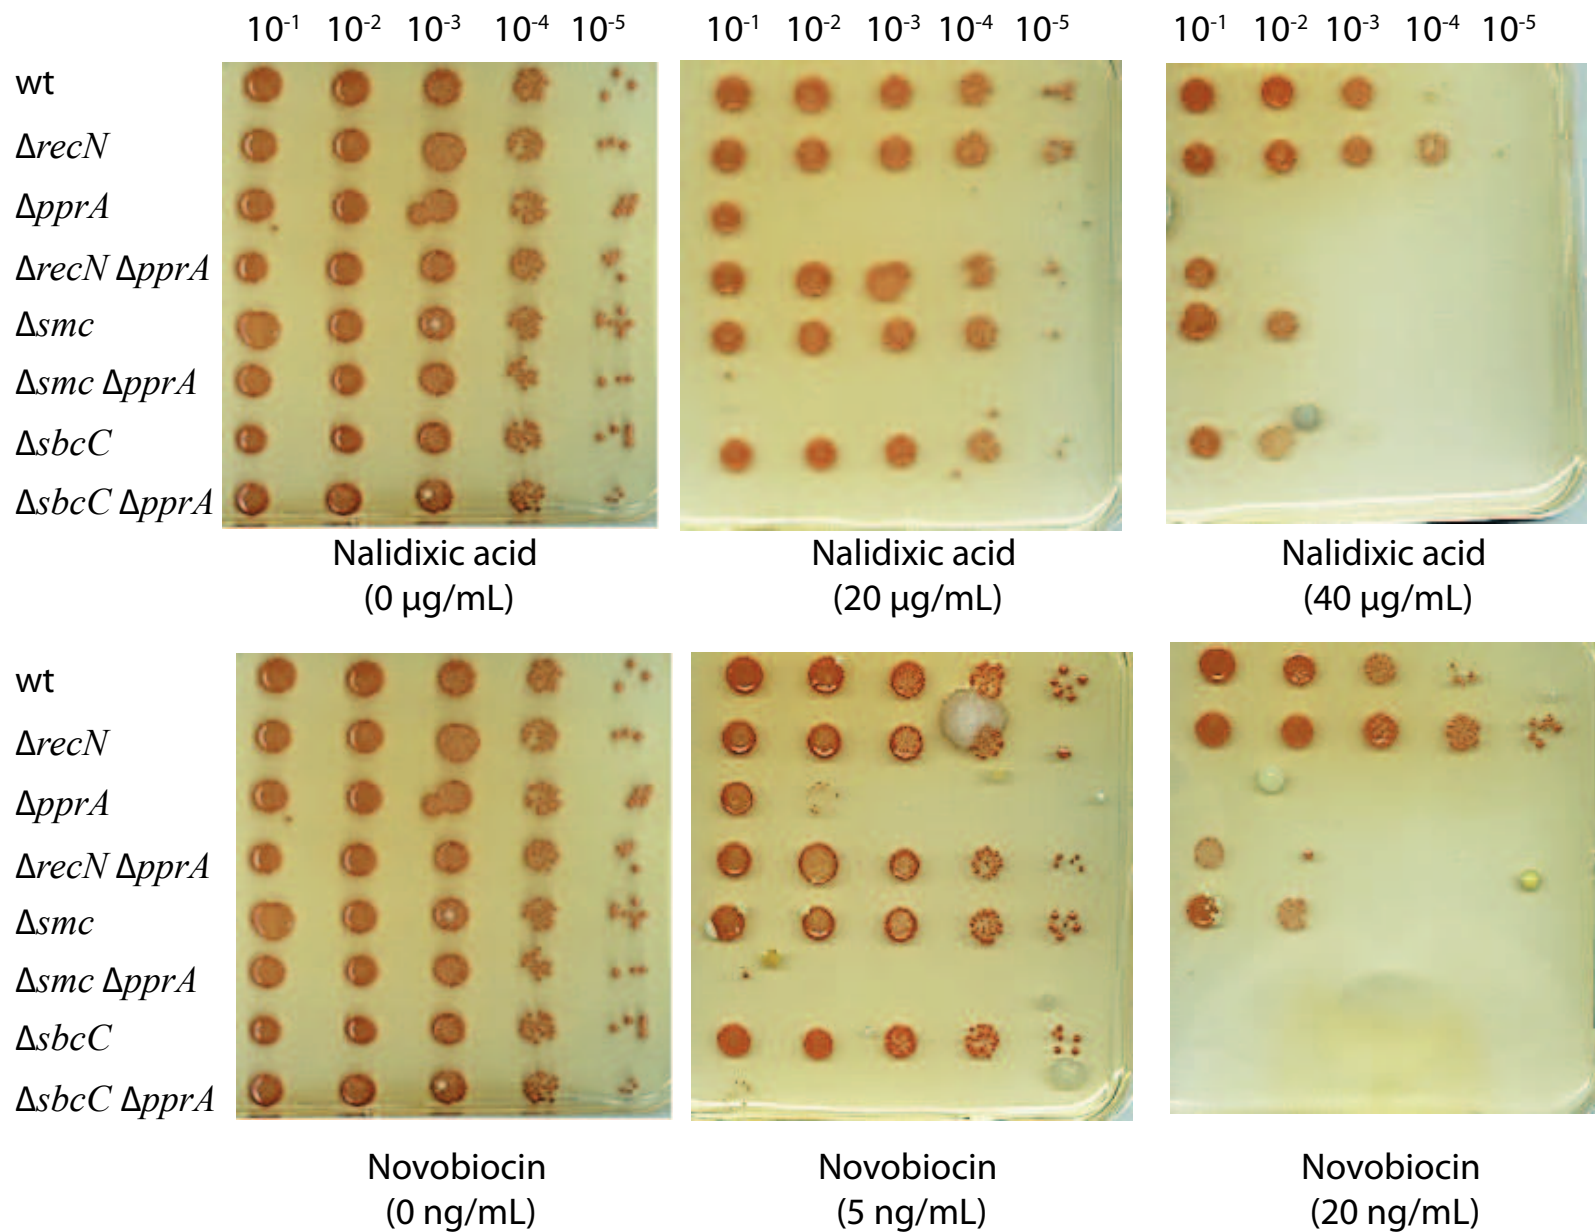 10⁻¹ 10⁻² 10⁻³ 10⁻⁴ 10⁻⁵ 10⁻¹ 10⁻² 10⁻³ 10⁻⁴ 10⁻⁵ 10⁻¹ 10⁻² 10⁻³ 10⁻⁴ 10⁻⁵
wt
ΔrecN
ΔpprA
ΔrecN ΔpprA
Δsmc
Δsmc ΔpprA
ΔsbcC
ΔsbcC ΔpprA
Nalidixic acid
(0 µg/mL)
Nalidixic acid
(20 µg/mL)
Nalidixic acid
(40 µg/mL)
wt
ΔrecN
ΔpprA
ΔrecN ΔpprA
Δsmc
Δsmc ΔpprA
ΔsbcC
ΔsbcC ΔpprA
Novobiocin
(0 ng/mL)
Novobiocin
(5 ng/mL)
Novobiocin
(20 ng/mL)